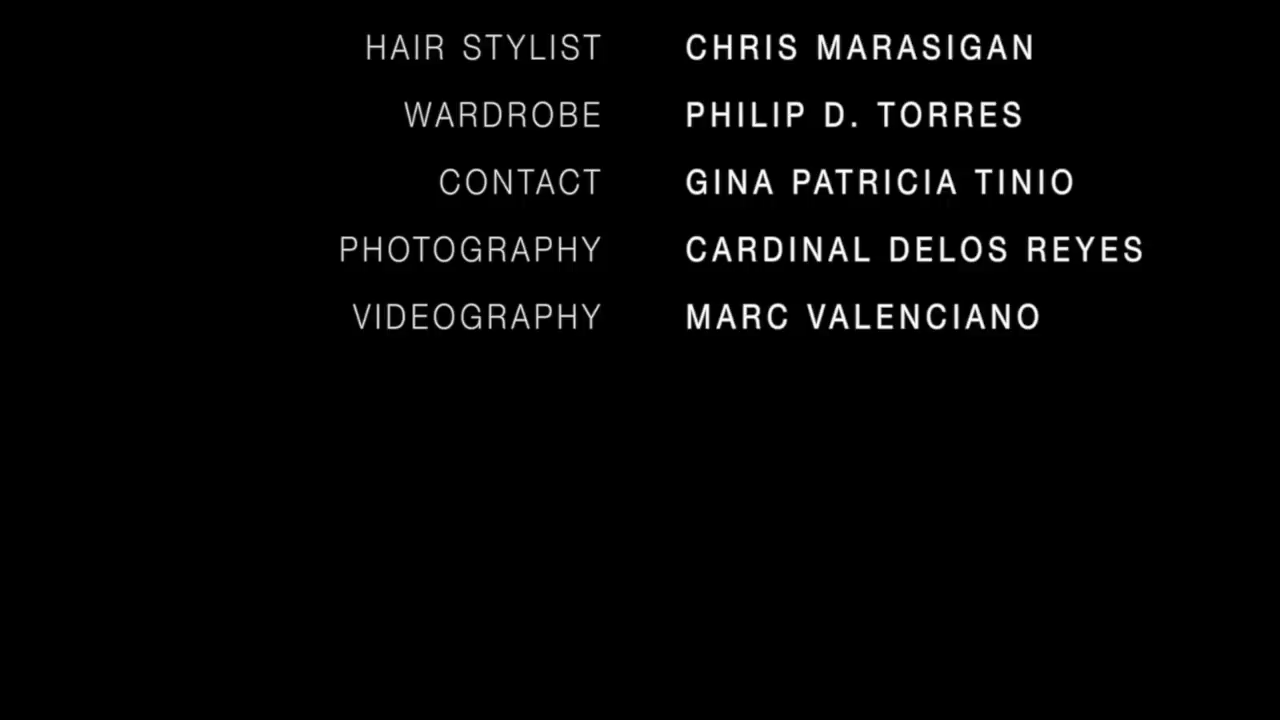 HAIR STYLIST CHRIS MARASIGAN
WARDROBE PHILIP D. TORRES
CONTACT GINA PATRICIA TINIO
PHOTOGRAPHY CARDINAL DELOS REYES
VIDEOGRAPHY MARC VALENCIANO